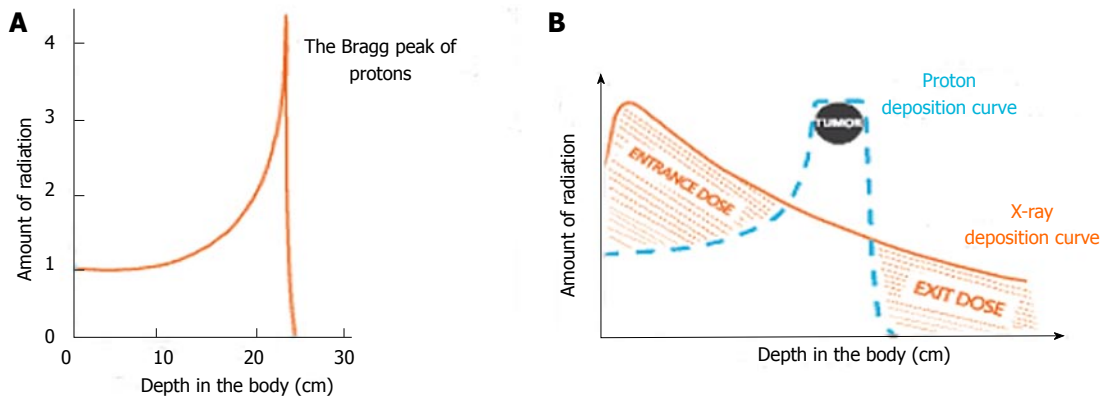 A
4
3
2
1
0
0
10
20
30
Amount of radiation
Depth in the body (cm)
The Bragg peak of
protons
B
Amount of radiation
Depth in the body (cm)
ENTRANCE DOSE
TUMOR
Proton
deposition curve
X-ray
deposition curve
EXIT DOSE